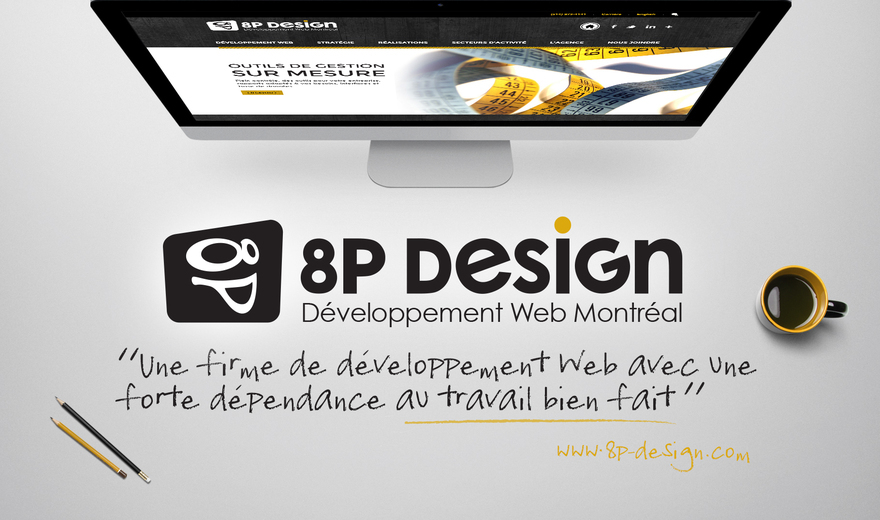 8P Design
Développement Web Montréal
DÉVELOPPEMENT WEB STRATÉGIE RÉALISATIONS SECTEURS D'ACTIVITÉ L'AGENCE NOUS JOINDRE
OUTILS DE GESTION
SUR MESURE
8P Design
Développement Web Montréal
"Une firme de développement Web avec une
forte dépendance au travail bien fait"
www.8p-design.com